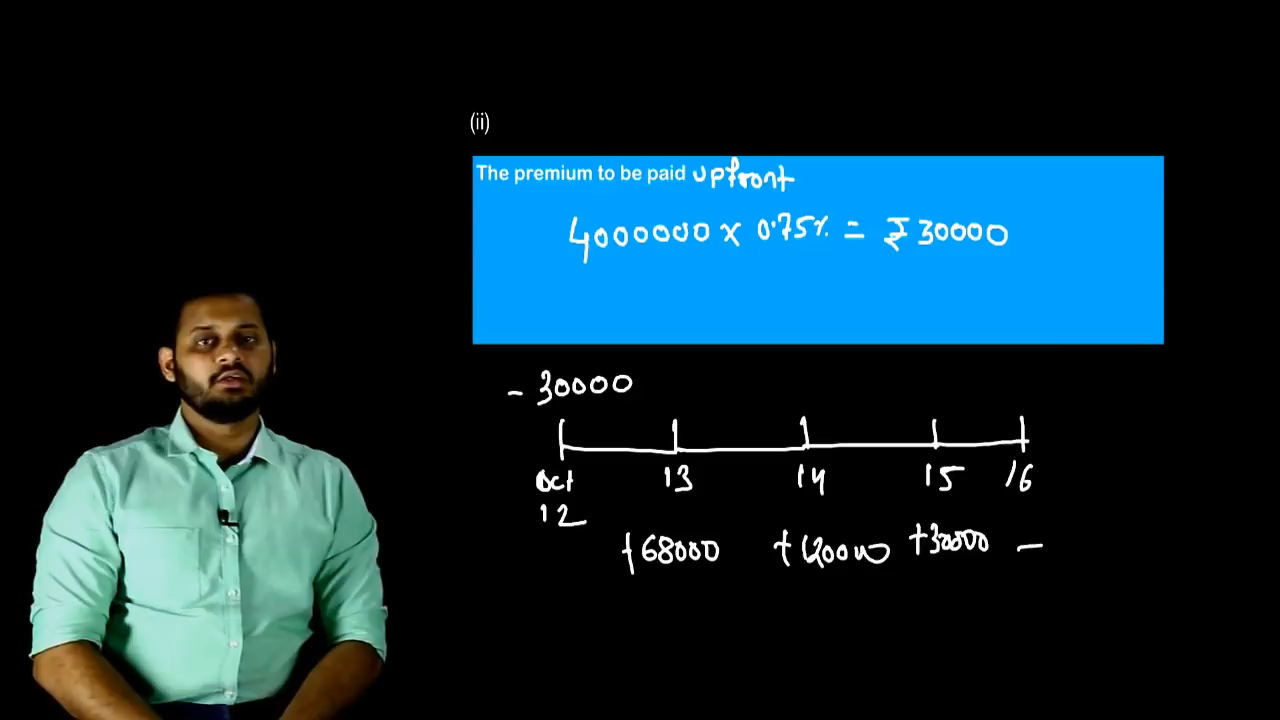 (ii)
The premium to be paid upfront
4000000 × 0.75% = ₹ 30000
- 30000
Oct 13 14 15 16
12
+68000 +30000 —